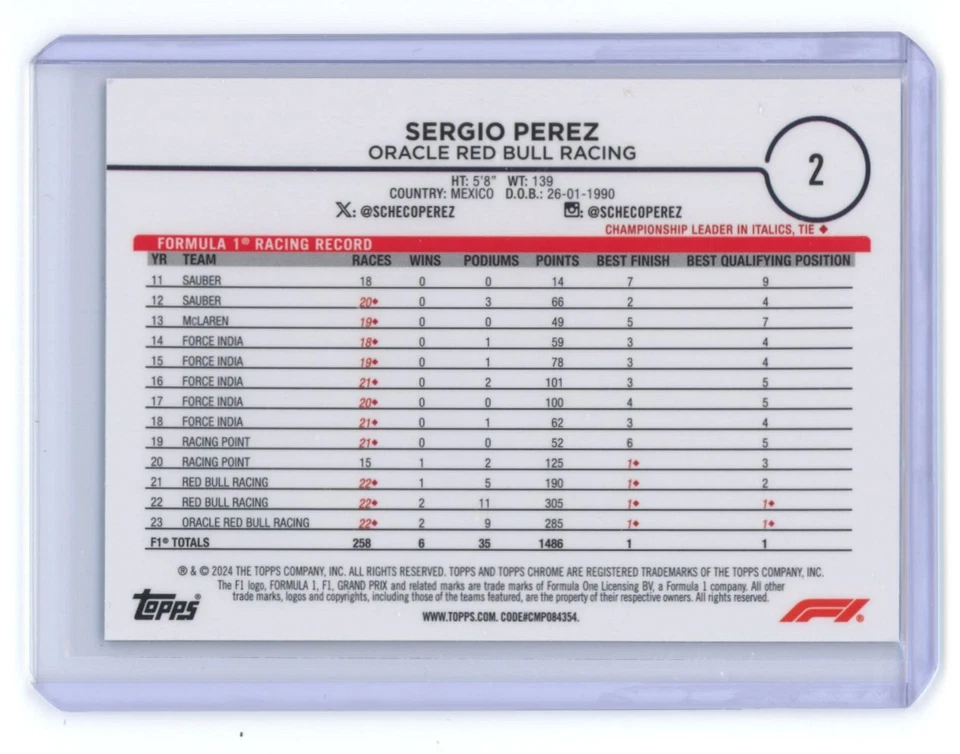 SERGIO PEREZ
ORACLE RED BULL RACING
2
HT: 5'8" WT: 139
COUNTRY: MEXICO D.O.B.: 26-01-1990
X: @SCHECOPEREZ : @SCHECOPEREZ
CHAMPIONSHIP LEADER IN ITALICS, TIE ♦
FORMULA 1® RACING RECORD
YR TEAM RACES WINS PODIUMS POINTS BEST FINISH BEST QUALIFYING POSITION
11 SAUBER 18 0 0 14 7 9
12 SAUBER 20♦ 0 3 66 2 4
13 McLAREN 19♦ 0 0 49 5 7
14 FORCE INDIA 18♦ 0 1 59 3 4
15 FORCE INDIA 19♦ 0 1 78 3 4
16 FORCE INDIA 21♦ 0 2 101 3 5
17 FORCE INDIA 20♦ 0 0 100 4 5
18 FORCE INDIA 21♦ 0 1 62 3 4
19 RACING POINT 21♦ 0 0 52 6 5
20 RACING POINT 15 1 2 125 1♦ 3
21 RED BULL RACING 22♦ 1 5 190 1♦ 2
22 RED BULL RACING 22♦ 2 11 305 1♦ 1♦
23 ORACLE RED BULL RACING 22♦ 2 9 285 1♦ 1♦
F1® TOTALS 258 6 35 1486 1 1
® & © 2024 THE TOPPS COMPANY, INC. ALL RIGHTS RESERVED. TOPPS AND TOPPS CHROME ARE REGISTERED TRADEMARKS OF THE TOPPS COMPANY, INC.
The F1 logo, FORMULA 1, F1, GRAND PRIX and related marks are trade marks of Formula One Licensing BV, a Formula 1 company. All other
trade marks, logos and copyrights, including those of the teams featured, are the property of their respective owners. All rights reserved.
WWW.TOPPS.COM. CODE#CMP084354.
topps®
F1®